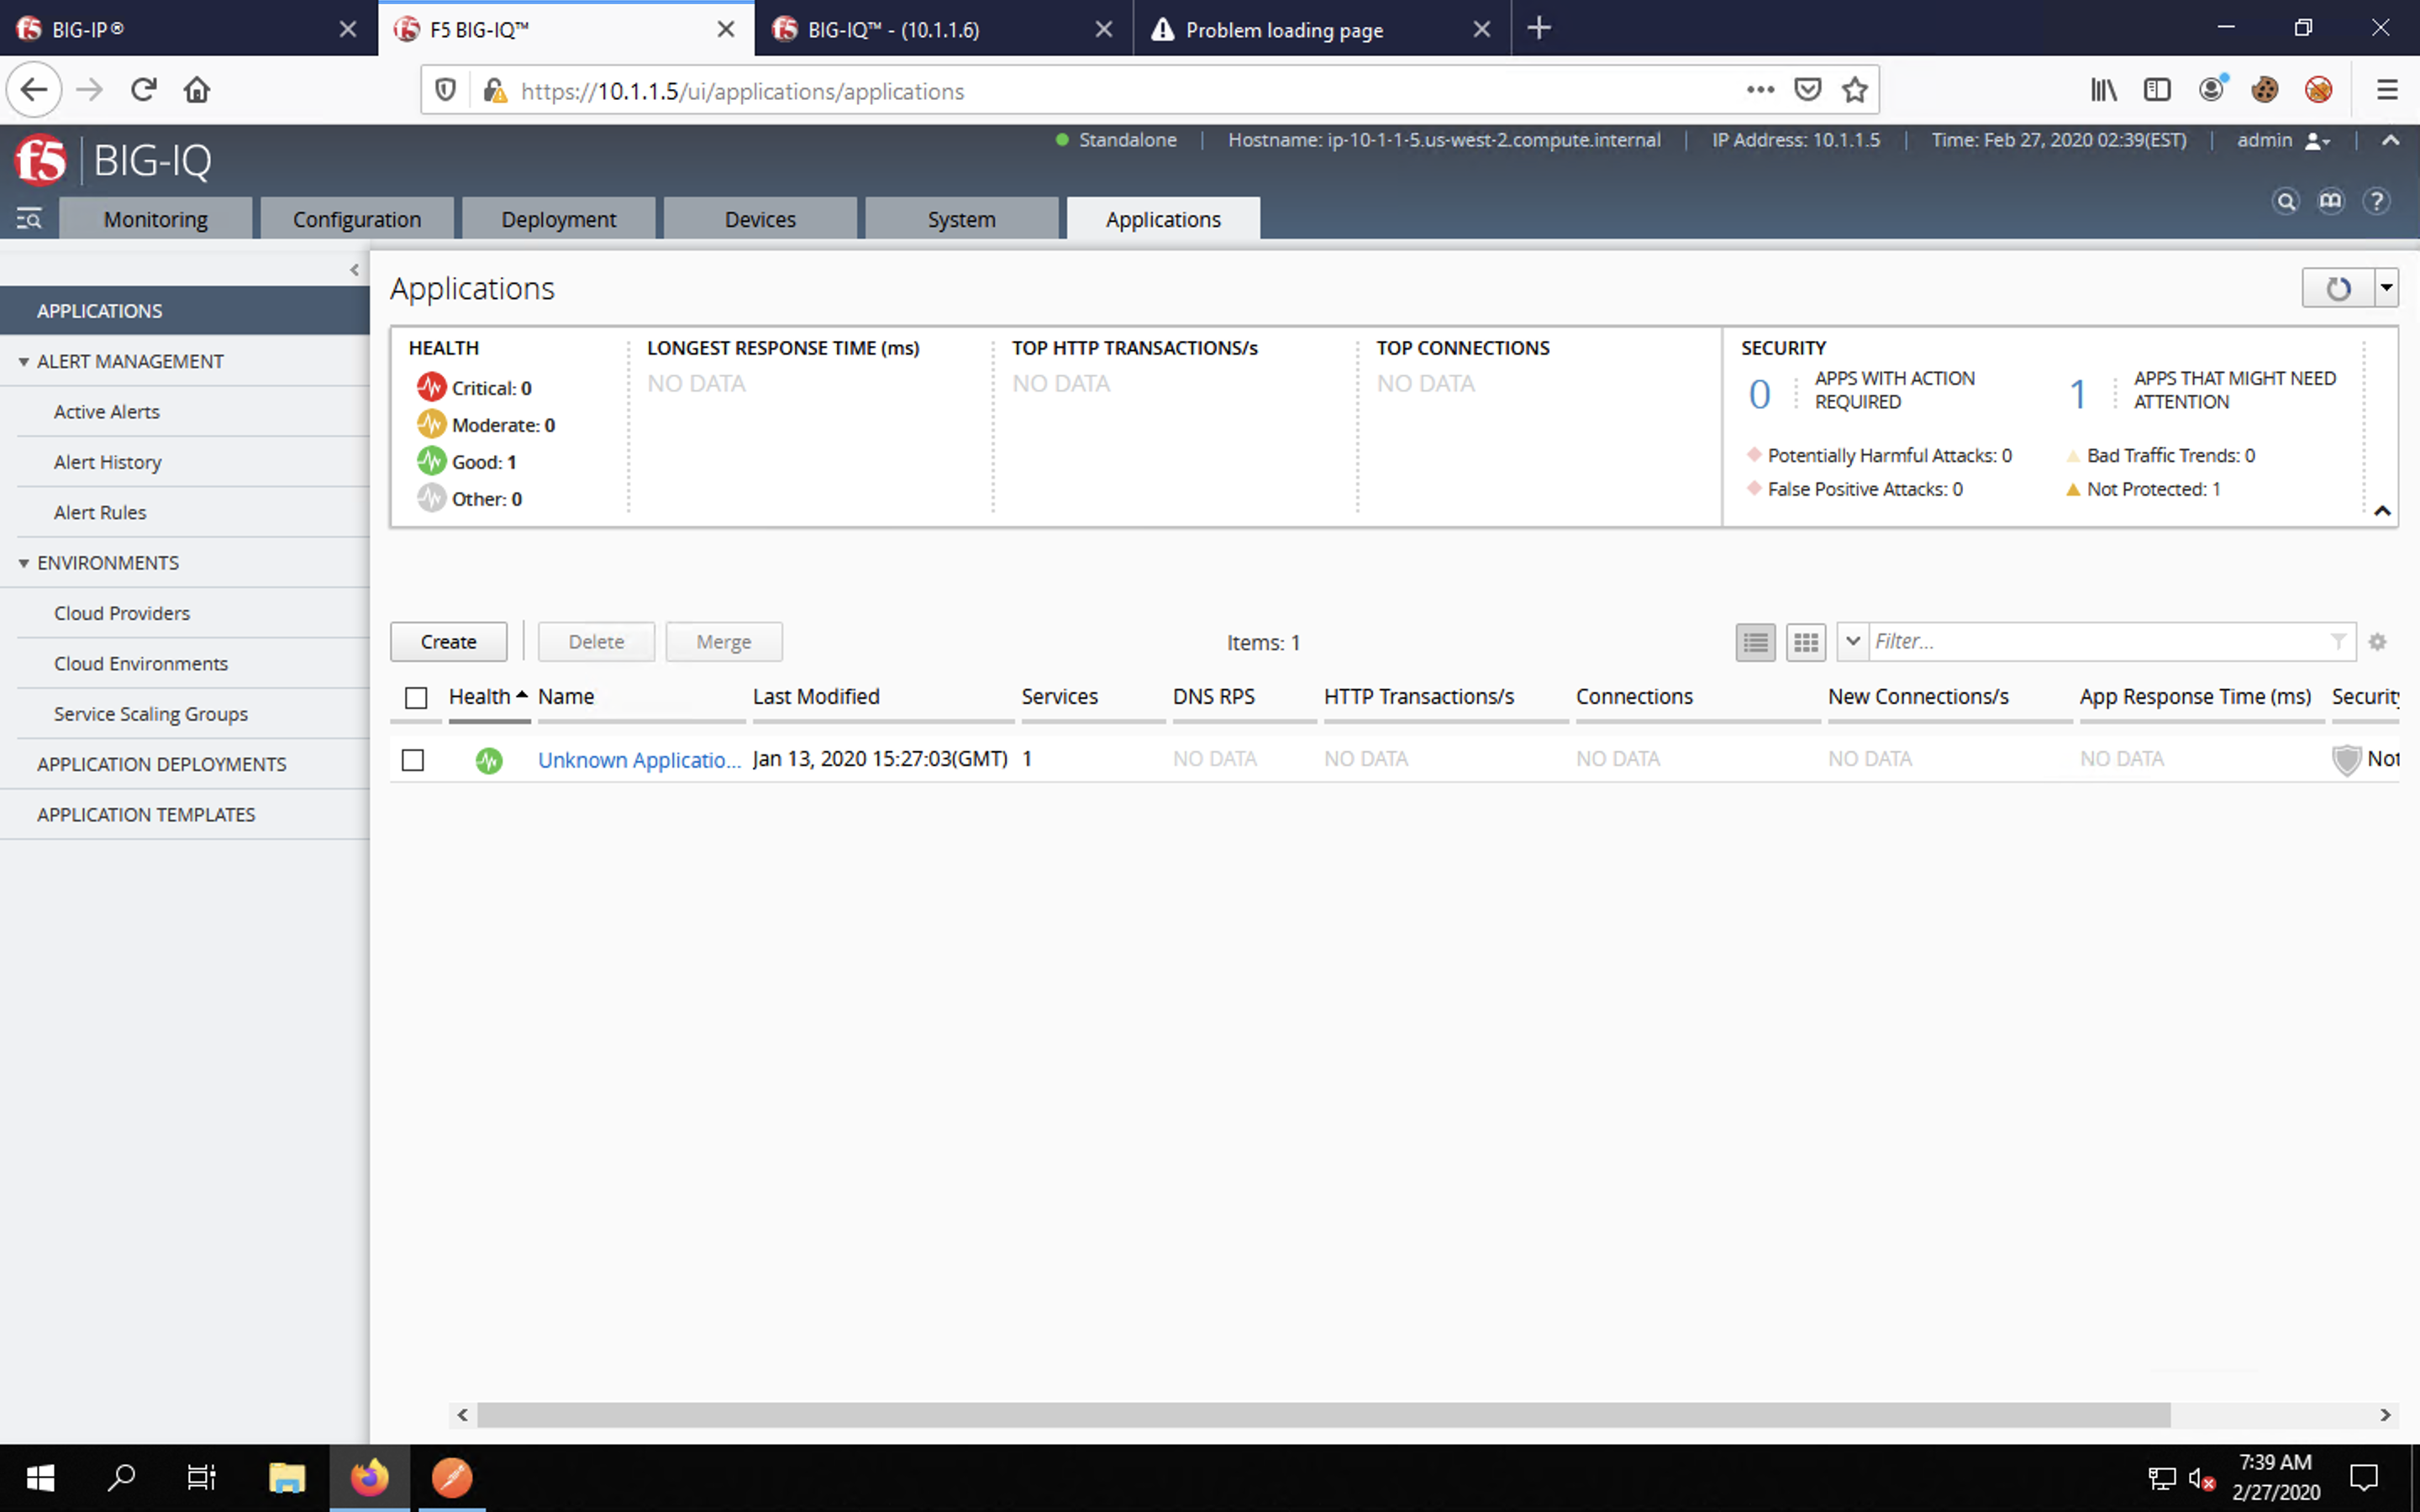 BIG-IP®
F5 BIG-IQ™
BIG-IQ™ - (10.1.1.6)
Problem loading page
https://10.1.1.5/ui/applications/applications
f5 BIG-IQ
Standalone
Hostname: ip-10-1-1-5.us-west-2.compute.internal
IP Address: 10.1.1.5
Time: Feb 27, 2020 02:39(EST)
admin
Monitoring
Configuration
Deployment
Devices
System
Applications
?
APPLICATIONS
ALERT MANAGEMENT
Active Alerts
Alert History
Alert Rules
ENVIRONMENTS
Cloud Providers
Cloud Environments
Service Scaling Groups
APPLICATION DEPLOYMENTS
APPLICATION TEMPLATES
Applications
HEALTH
Critical: 0
Moderate: 0
Good: 1
Other: 0
LONGEST RESPONSE TIME (ms)
NO DATA
TOP HTTP TRANSACTIONS/s
NO DATA
TOP CONNECTIONS
NO DATA
SECURITY
0
APPS WITH ACTION
REQUIRED
1
APPS THAT MIGHT NEED
ATTENTION
Potentially Harmful Attacks: 0
Bad Traffic Trends: 0
False Positive Attacks: 0
Not Protected: 1
Create
Delete
Merge
Items: 1
Filter...
Health Name Last Modified Services DNS RPS HTTP Transactions/s Connections New Connections/s App Response Time (ms) Security
Unknown Applicatio... Jan 13, 2020 15:27:03(GMT) 1 NO DATA NO DATA NO DATA NO DATA NO DATA Not
7:39 AM
2/27/2020